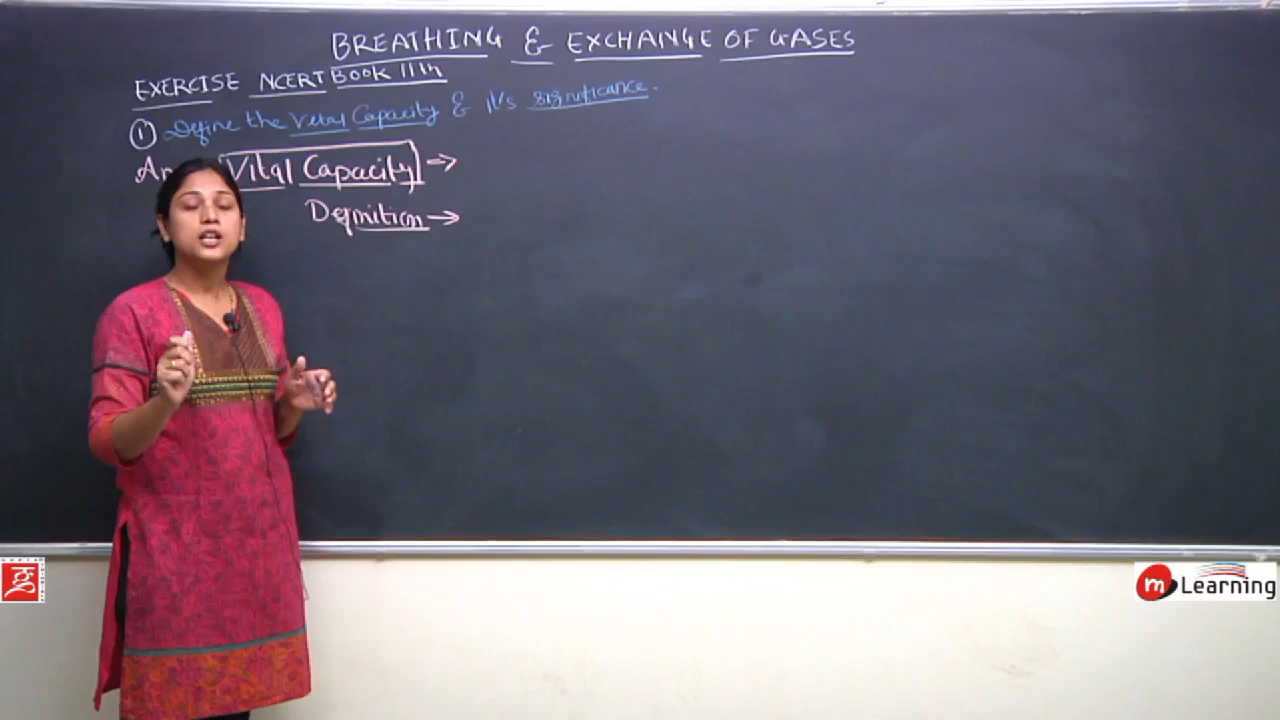 BREATHING & EXCHANGE OF GASES
EXERCISE NCERT BOOK 11th
① Define the Vital Capacity & it's significance.
An Vital Capacity →
Definition →
m Learning